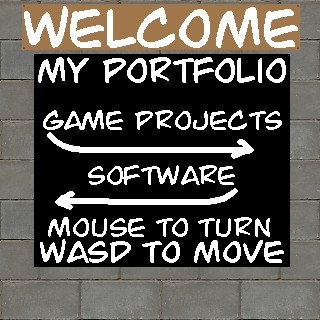 WELCOME
MY PORTFOLIO
GAME PROJECTS
SOFTWARE
MOUSE TO TURN
WASD TO MOVE